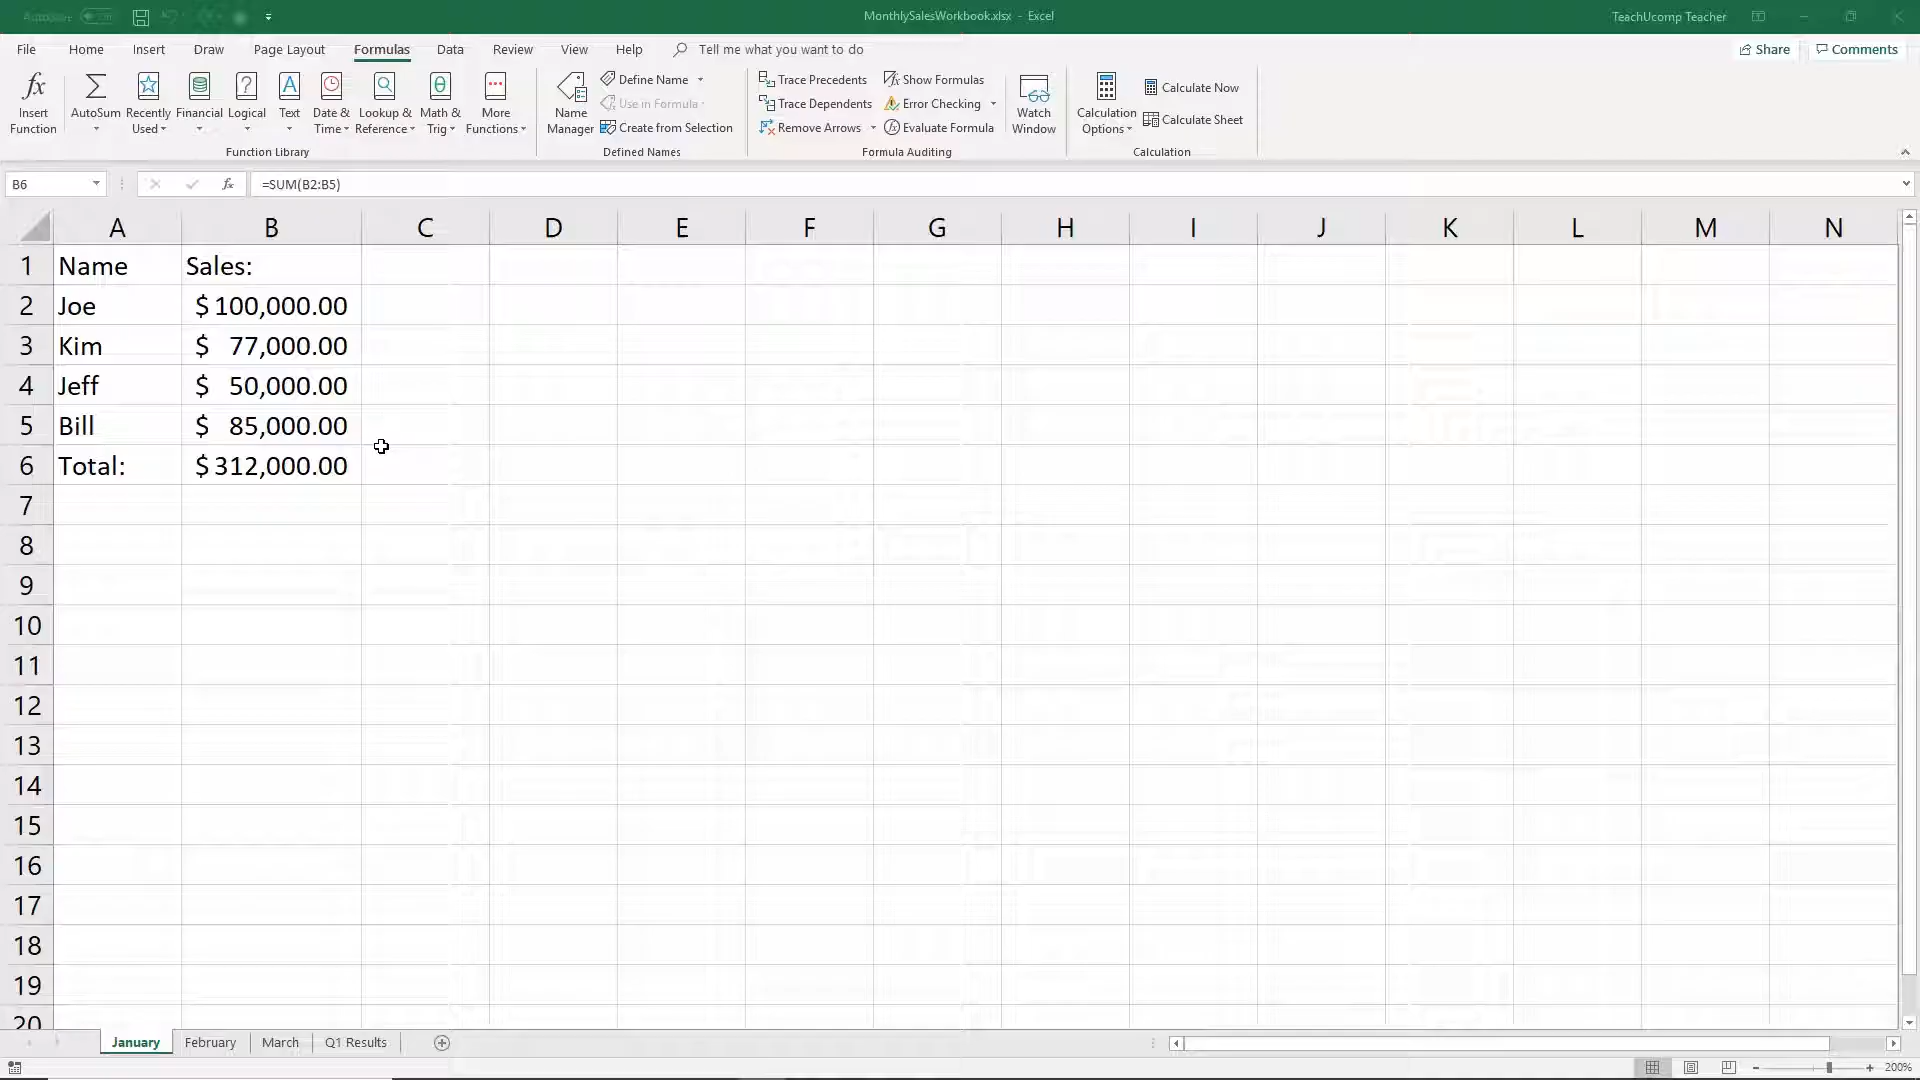 AutoSave Off
MonthlySalesWorkbook.xlsx - Excel
TeachUcomp Teacher
File Home Insert Draw Page Layout Formulas Data Review View Help Tell me what you want to do Share Comments
Insert Function
AutoSum
Recently Used
Financial
Logical
Text
Date & Time
Lookup & Reference
Math & Trig
More Functions
Function Library
Name Manager
Define Name
Use in Formula
Create from Selection
Defined Names
Trace Precedents
Trace Dependents
Remove Arrows
Show Formulas
Error Checking
Evaluate Formula
Watch Window
Formula Auditing
Calculation Options
Calculate Now
Calculate Sheet
Calculation
B6 fx =SUM(B2:B5)
A B C D E F G H I J K L M N
1 Name Sales:
2 Joe $ 100,000.00
3 Kim $ 77,000.00
4 Jeff $ 50,000.00
5 Bill $ 85,000.00
6 Total: $ 312,000.00
7
8
9
10
11
12
13
14
15
16
17
18
19
20
January February March Q1 Results
200%